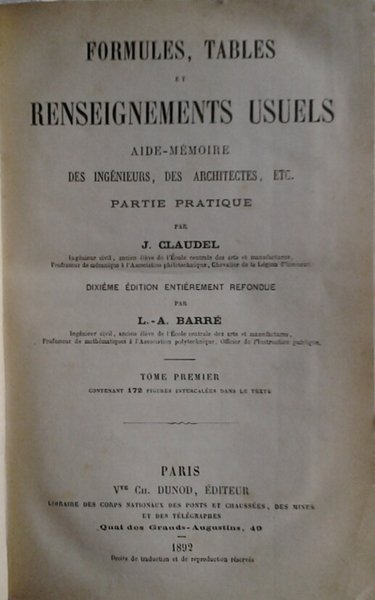 FORMULES, TABLES
ET
RENSEIGNEMENTS USUELS
AIDE-MÉMOIRE
DES INGÉNIEURS, DES ARCHITECTES, ETC.
PARTIE PRATIQUE
PAR
J. CLAUDEL
Ingénieur civil, ancien élève de l'École centrale des arts et manufactures,
Professeur de mécanique à l'Association philotechnique, Chevalier de la Légion d'honneur.
DIXIÈME ÉDITION ENTIÈREMENT REFONDUE
PAR
L.-A. BARRÉ
Ingénieur civil, ancien élève de l'École centrale des arts et manufactures,
Professeur de mathématiques à l'Association polytechnique, Officier de l'Instruction publique.
TOME PREMIER
CONTENANT 172 FIGURES INTERCALÉES DANS LE TEXTE
PARIS
Vve CH. DUNOD, ÉDITEUR
LIBRAIRE DES CORPS NATIONAUX DES PONTS ET CHAUSSÉES, DES MINES
ET DES TÉLÉGRAPHES
Quai des Grands-Augustins, 49
1892
Droits de traduction et de reproduction réservés